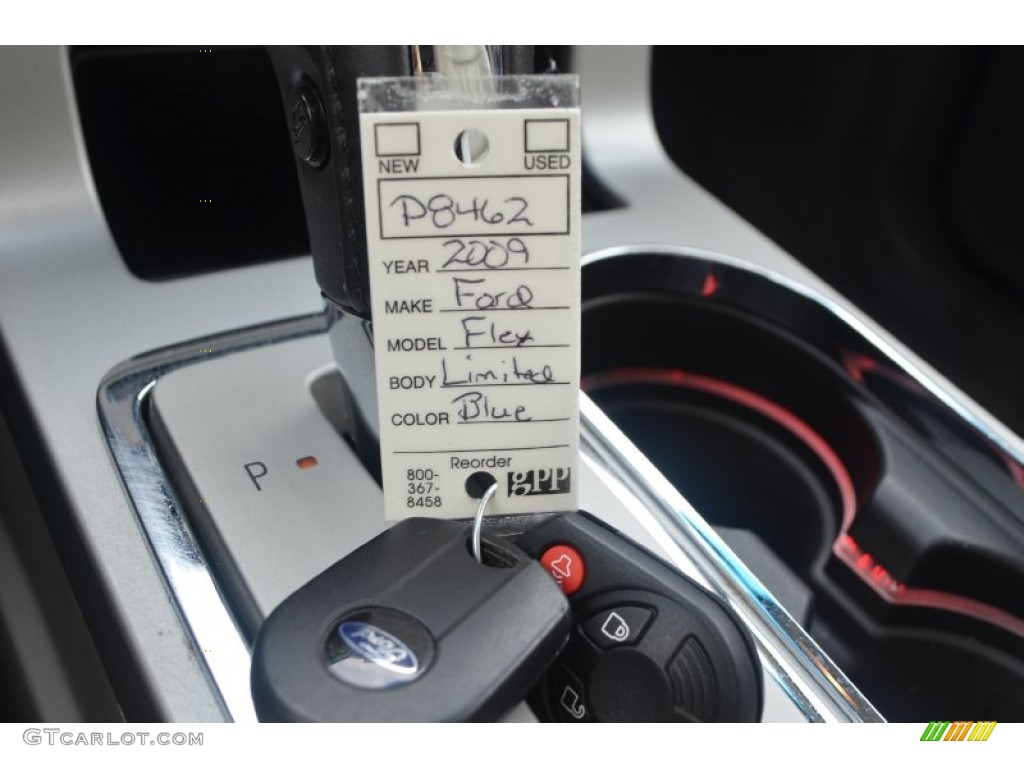 NEW USED
P8462
YEAR 2009
MAKE Ford
MODEL Flex
BODY Limited
COLOR Blue
Reorder
800-
367-
8458
gpp
P
Ford
GTCARLOT.COM